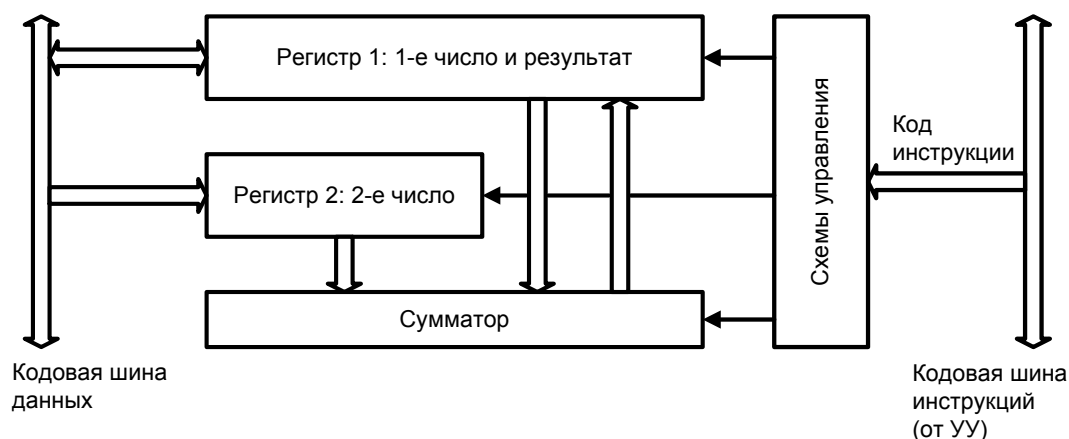 Регистр 1: 1-е число и результат
Код
инструкции
Схемы управления
Регистр 2: 2-е число
Сумматор
Кодовая шина
данных
Кодовая шина
инструкций
(от УУ)